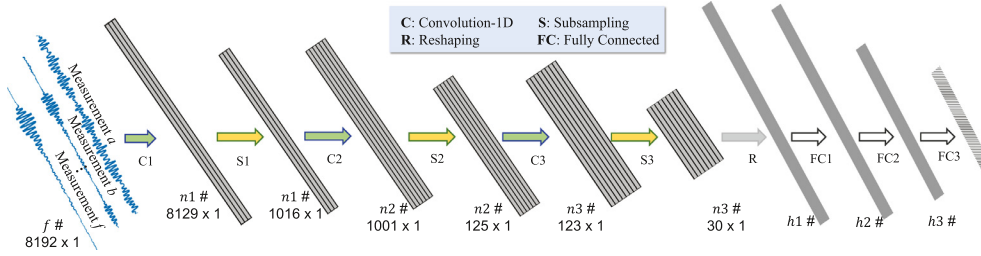 C: Convolution-1D S: Subsampling
R: Reshaping FC: Fully Connected
Measurement a
Measurement b
⋮
Measurement f
C1
S1
C2
S2
C3
S3
R
FC1
FC2
FC3
f #
8192 x 1
n1 #
8129 x 1
n1 #
1016 x 1
n2 #
1001 x 1
n2 #
125 x 1
n3 #
123 x 1
n3 #
30 x 1
h1 #
h2 #
h3 #